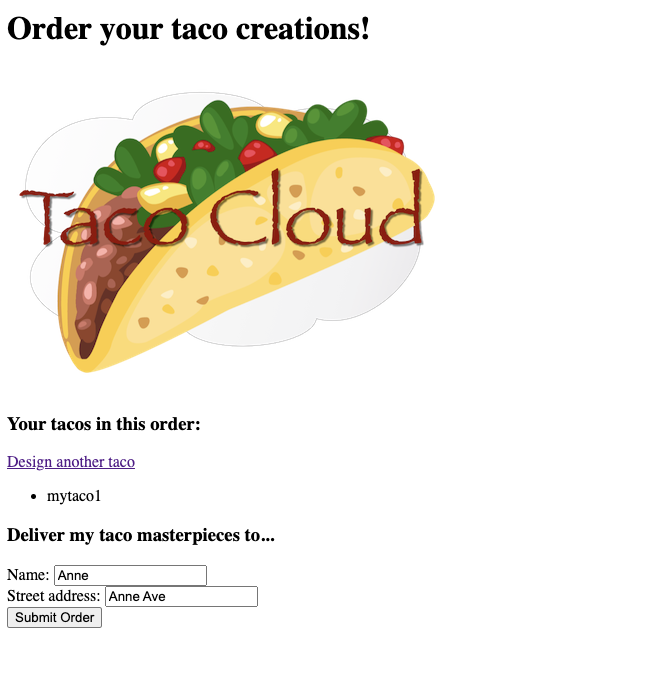 Order your taco creations!
Taco Cloud
Your tacos in this order:
Design another taco
mytaco1
Deliver my taco masterpieces to...
Name: Anne
Street address: Anne Ave
Submit Order